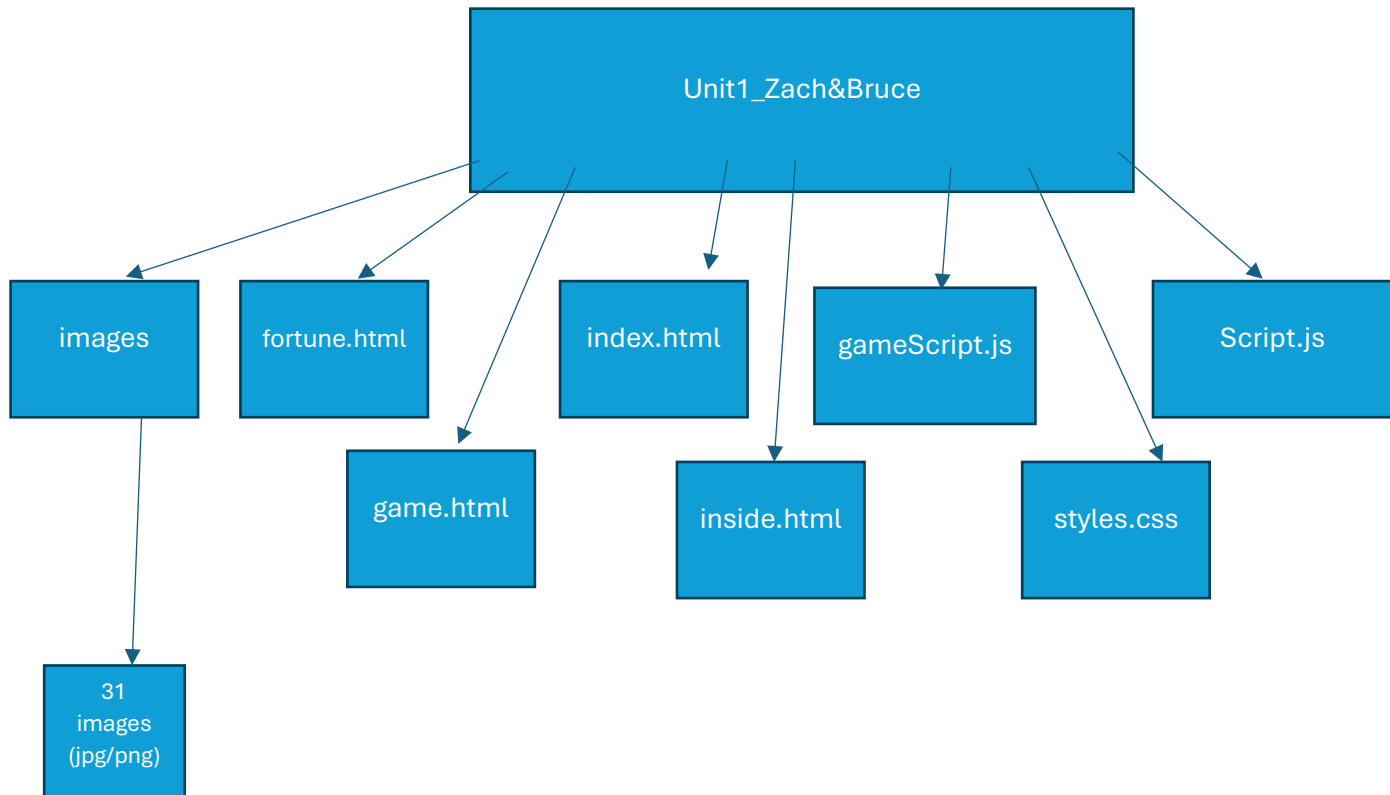 Unit1_Zach&Bruce
images
fortune.html
index.html
gameScript.js
Script.js
game.html
inside.html
styles.css
31
images
(jpg/png)